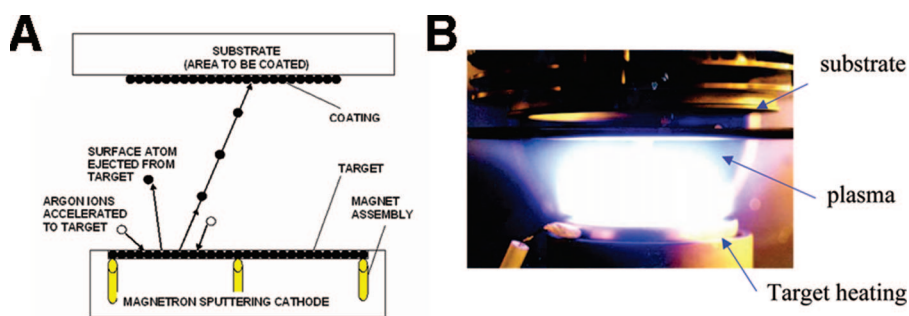 A
SUBSTRATE
(AREA TO BE COATED)
COATING
SURFACE ATOM
EJECTED FROM
TARGET
TARGET
ARGON IONS
ACCELERATED
TO TARGET
MAGNET
ASSEMBLY
MAGNETRON SPUTTERING CATHODE
B
substrate
plasma
Target heating